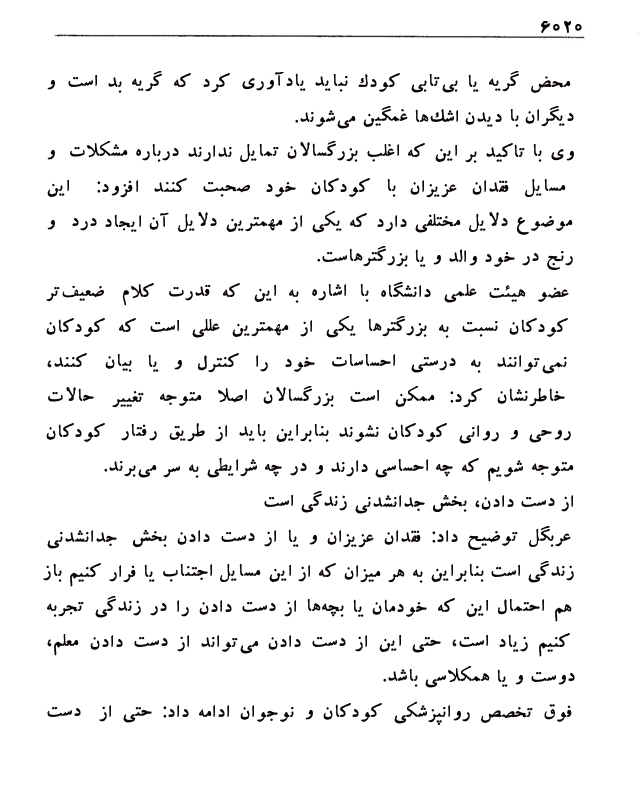 ۶۰۲۰
محض گریه یا بی‌تابی کودك نباید یادآوری کرد که گریه بد است و
دیگران با دیدن اشك‌ها غمگین می‌شوند.
وی با تاکید بر این که اغلب بزرگسالان تمایل ندارند درباره مشکلات و
مسایل فقدان عزیزان با کودکان خود صحبت کنند افزود: این
موضوع دلایل مختلفی دارد که یکی از مهمترین دلایل آن ایجاد درد و
رنج در خود والد و یا بزرگترهاست.
عضو هیئت علمی دانشگاه با اشاره به این که قدرت کلام ضعیف‌تر
کودکان نسبت به بزرگترها یکی از مهمترین عللی است که کودکان
نمی‌توانند به درستی احساسات خود را کنترل و یا بیان کنند،
خاطرنشان کرد: ممکن است بزرگسالان اصلا متوجه تغییر حالات
روحی و روانی کودکان نشوند بنابراین باید از طریق رفتار کودکان
متوجه شویم که چه احساسی دارند و در چه شرایطی به سر می‌برند.
از دست دادن، بخش جدانشدنی زندگی است
عربگل توضیح داد: فقدان عزیزان و یا از دست دادن بخش جدانشدنی
زندگی است بنابراین به هر میزان که از این مسایل اجتناب یا فرار کنیم باز
هم احتمال این که خودمان یا بچه‌ها از دست دادن را در زندگی تجربه
کنیم زیاد است، حتی این از دست دادن می‌تواند از دست دادن معلم،
دوست و یا همکلاسی باشد.
فوق تخصص روانپزشکی کودکان و نوجوان ادامه داد: حتی از دست